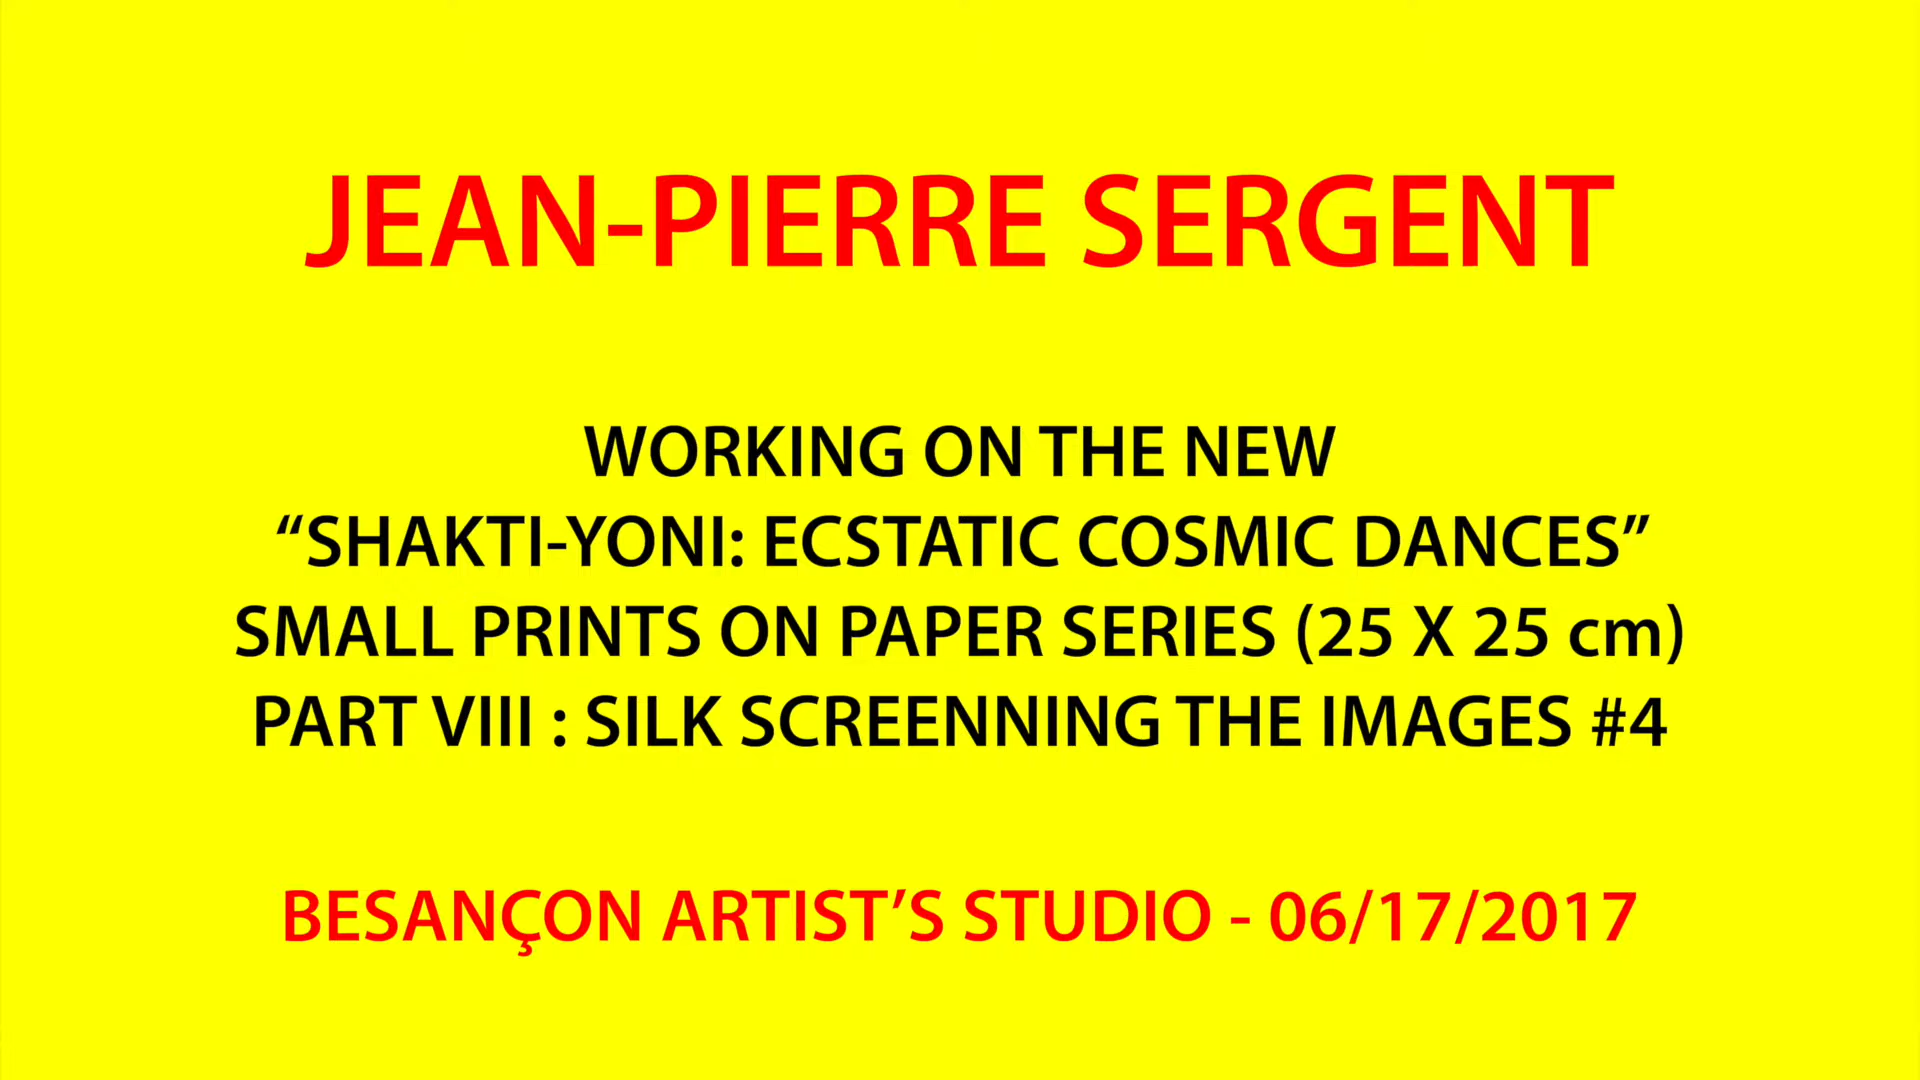 JEAN-PIERRE SERGENT
WORKING ON THE NEW
“SHAKTI-YONI: ECSTATIC COSMIC DANCES”
SMALL PRINTS ON PAPER SERIES (25 X 25 cm)
PART VIII : SILK SCREENNING THE IMAGES #4
BESANÇON ARTIST’S STUDIO - 06/17/2017